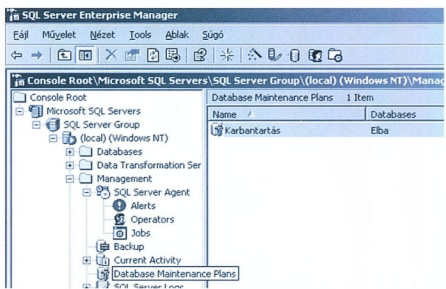 SQL Server Enterprise Manager
Fájl Művelet Nézet Tools Ablak Súgó
Console Root\Microsoft SQL Servers\SQL Server Group\(local) (Windows NT)\Manag
Console Root
Microsoft SQL Servers
SQL Server Group
(local) (Windows NT)
Databases
Data Transformation Ser
Management
SQL Server Agent
Alerts
Operators
Jobs
Backup
Current Activity
Database Maintenance Plans
SQL Server Logs
Database Maintenance Plans 1 Item
Name Databases
Karbantartás Elba